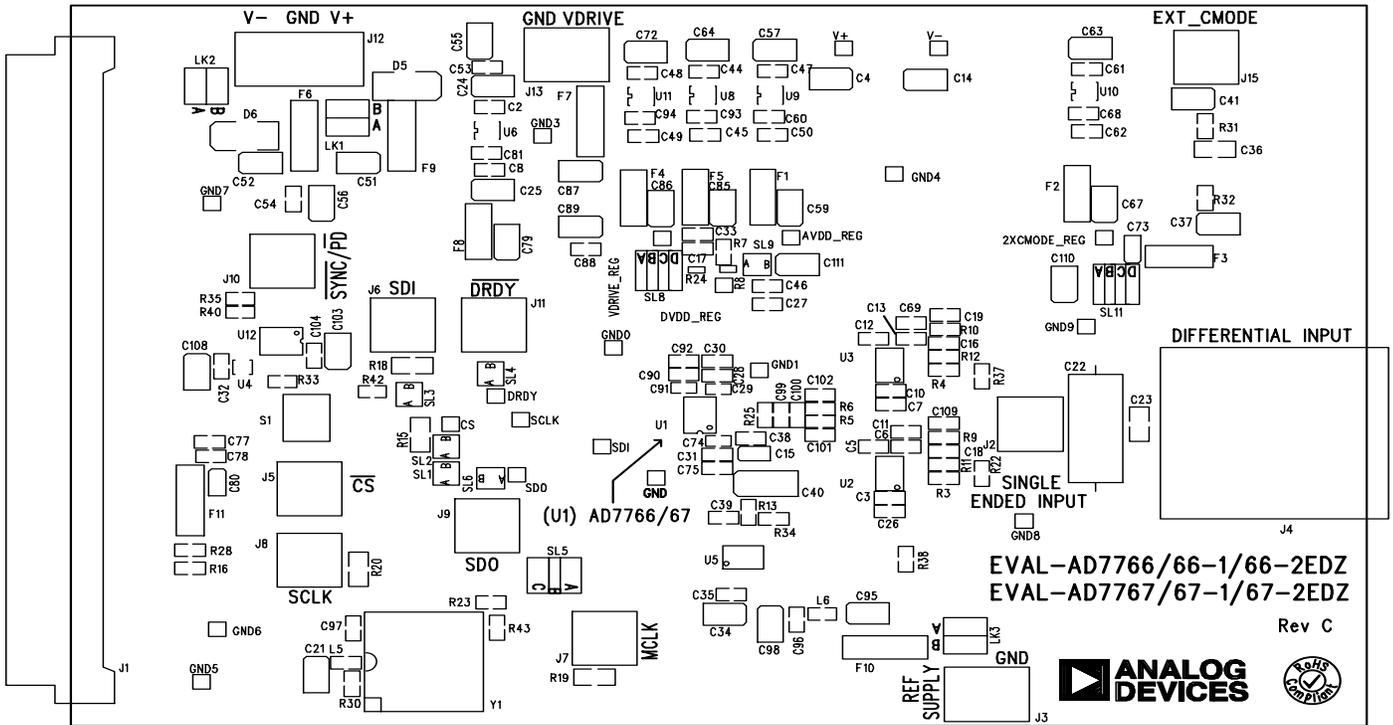 V- GND V+
GND VDRIVE
EXT_CMODE
J12
LK2
A B
D5
C55
C53
C24
J13
C72
C64
C57
V+
V-
C63
C48
C44
C47
C4
C14
C61
J15
D6
F6
B
A
LK1
F9
C52
C51
C2
U6
GND3
F7
U11
U8
U9
U10
C41
C94
C93
C60
C68
R31
C49
C45
C50
C62
C36
C81
C8
C25
C87
GND7
C54
C56
F4
C86
F5
C85
F1
C59
GND4
F2
C67
R32
C37
F8
C79
C89
C88
C33
R7
SL9
AVDD_REG
2XCMODE_REG
C73
F3
J10
SYNC/PD
VDRIVE_REG
DCBA
SL8
C17
R24
R8
A B
C111
C46
C27
C110
DCBA
SL11
J6
SDI
DRDY
J11
DVDD_REG
R35
R40
U12
C104
C103
C108
C32
U4
R33
R18
R42
A B
SL3
A B
SL4
DRDY
GND0
C13
C69
C12
C19
R10
C16
R12
R4
U3
GND9
DIFFERENTIAL INPUT
C92
C30
C90
C28
C91
C29
GND1
C99
C100
C102
R6
R5
C101
R25
C10
C7
R37
C22
C23
S1
R15
CS
SCLK
U1
C74
C38
C31
C15
C75
C5
C11
C6
C109
R9
C18
R11
R22
R3
J2
C77
C78
SL2
A B
SL1
A B
SL6
B A
SDO
SDI
GND
C40
U2
C3
C26
SINGLE
ENDED INPUT
GND8
J4
F11
C80
J5
CS
J9
SDO
(U1) AD7766/67
C39
R13
R34
R28
R16
J8
SCLK
R20
SL5
C B A
U5
R38
EVAL-AD7766/66-1/66-2EDZ
EVAL-AD7767/67-1/67-2EDZ
Rev C
GND6
C97
R23
R43
C35
C34
C98
C96
L6
C95
A
B
LK3
J1
GND5
C21
L5
R30
Y1
J7
MCLK
R19
F10
REF
SUPPLY
GND
J3
ANALOG
DEVICES
RoHS
Compliant